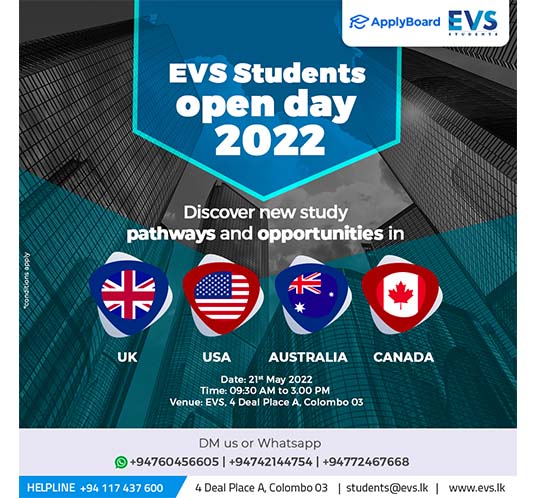 ApplyBoard EVS
STUDENTS
EVS Students
open day
2022
Discover new study
pathways and opportunities in
*conditions apply
UK USA AUSTRALIA CANADA
Date: 21st May 2022
Time: 09:30 AM to 3.00 PM
Venue: EVS, 4 Deal Place A, Colombo 03
DM us or Whatsapp
+94760456605 | +94742144754 | +94772467668
HELPLINE +94 117 437 600 4 Deal Place A, Colombo 03 | students@evs.lk | www.evs.lk